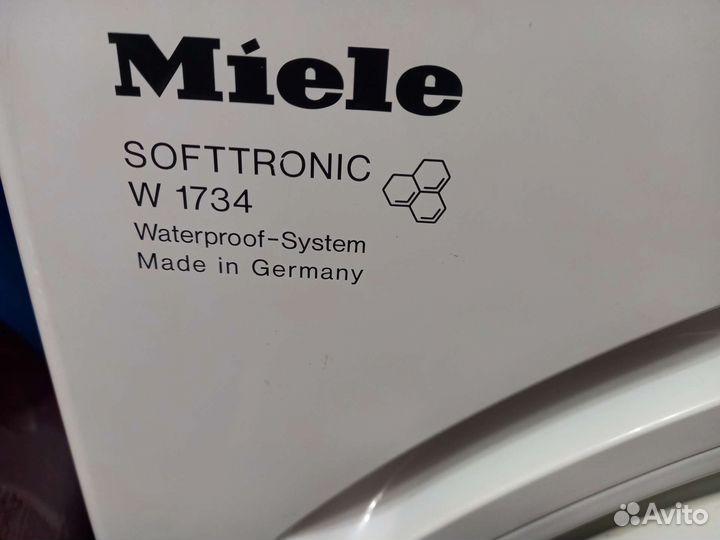 Miele
SOFTTRONIC
W 1734
Waterproof-System
Made in Germany
Avito